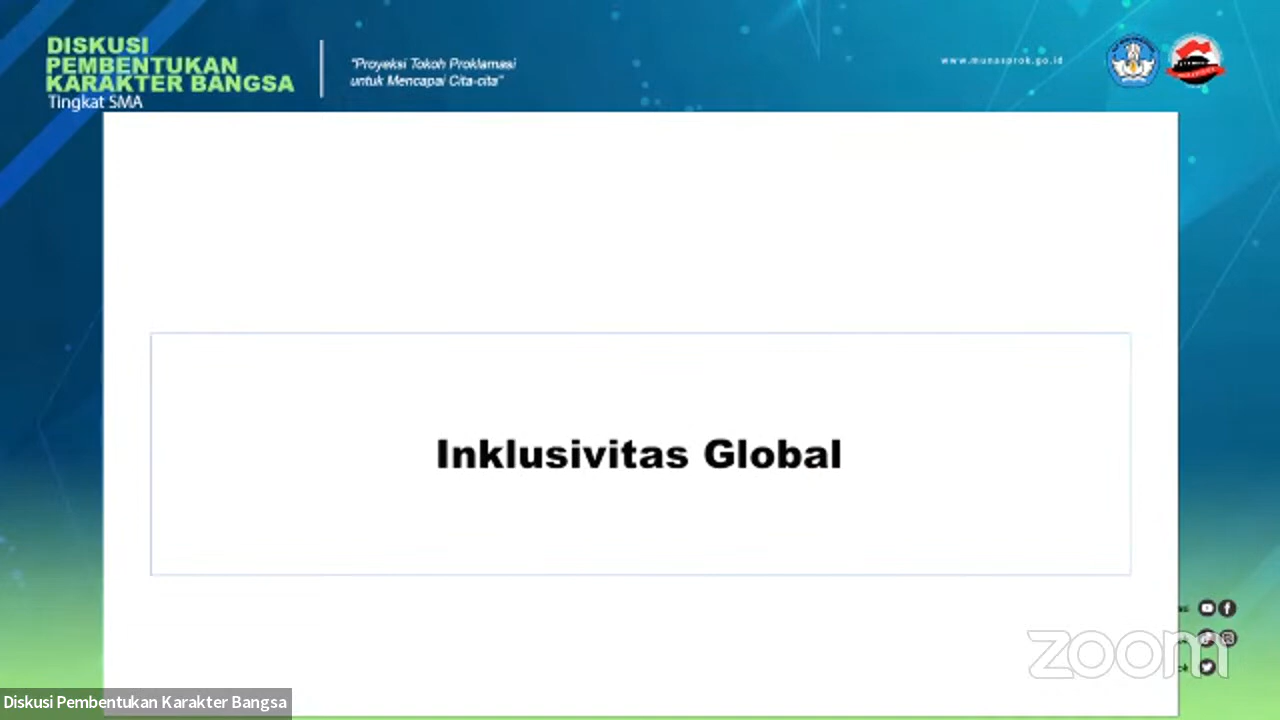 DISKUSI
PEMBENTUKAN
KARAKTER BANGSA
Tingkat SMA
"Proyeksi Tokoh Proklamasi
untuk Mencapai Cita-cita"
www.munasprok.go.id
Inklusivitas Global
zoom
Diskusi Pembentukan Karakter Bangsa